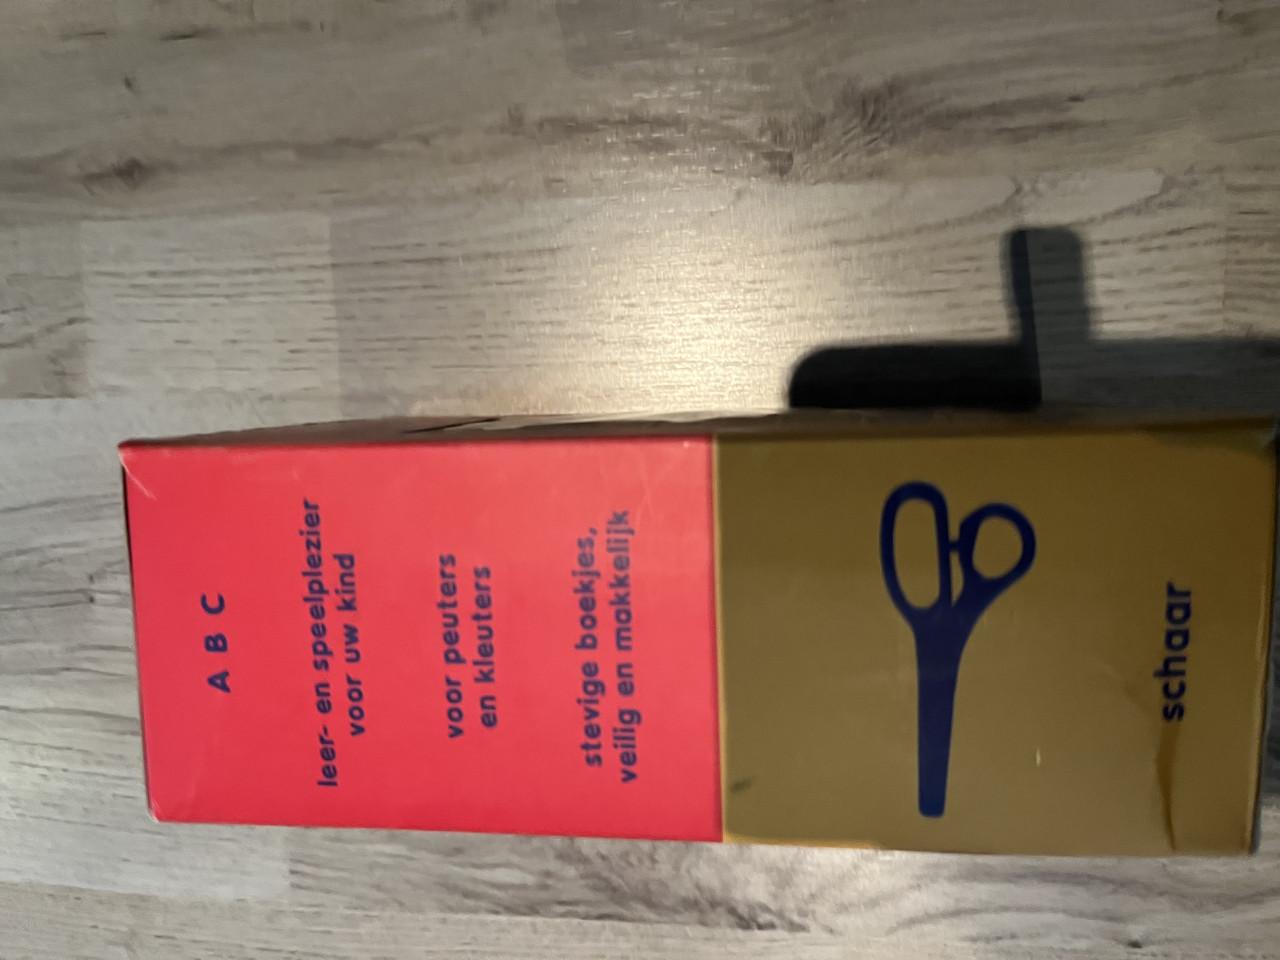 A B C
leer- en speelplezier
voor uw kind
voor peuters
en kleuters
stevige boekjes,
veilig en makkelijk
schaar